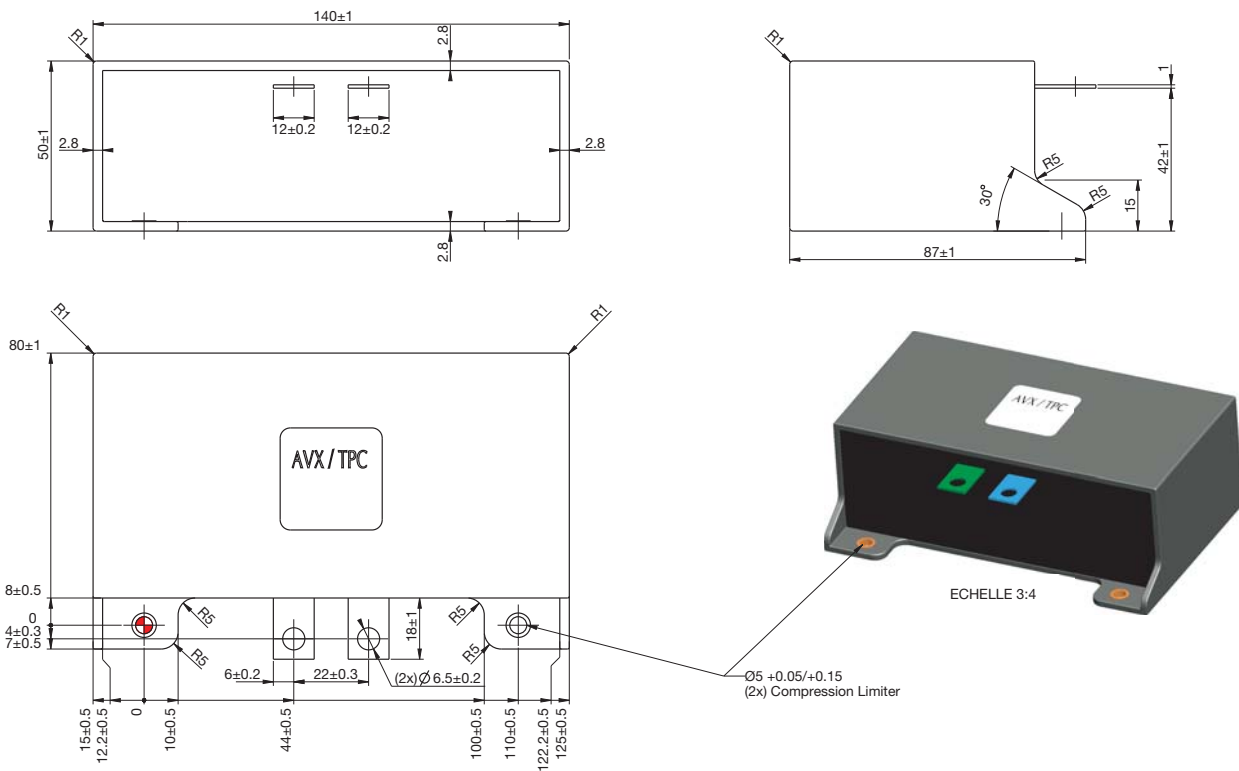 140±1
R1
2.8
50±1
12±0.2
12±0.2
2.8
2.8
2.8
R1
1
42±1
R5
R5
30°
15
87±1
R1
R1
80±1
AVX / TPC
8±0.5
0
4±0.3
7±0.5
R5
R5
R5
R5
18±1
6±0.2
22±0.3
(2x) Ø 6.5±0.2
15±0.5
12.2±0.5
0
10±0.5
44±0.5
100±0.5
110±0.5
122.2±0.5
125±0.5
AVX / TPC
ECHELLE 3:4
Ø5 +0.05/+0.15
(2x) Compression Limiter